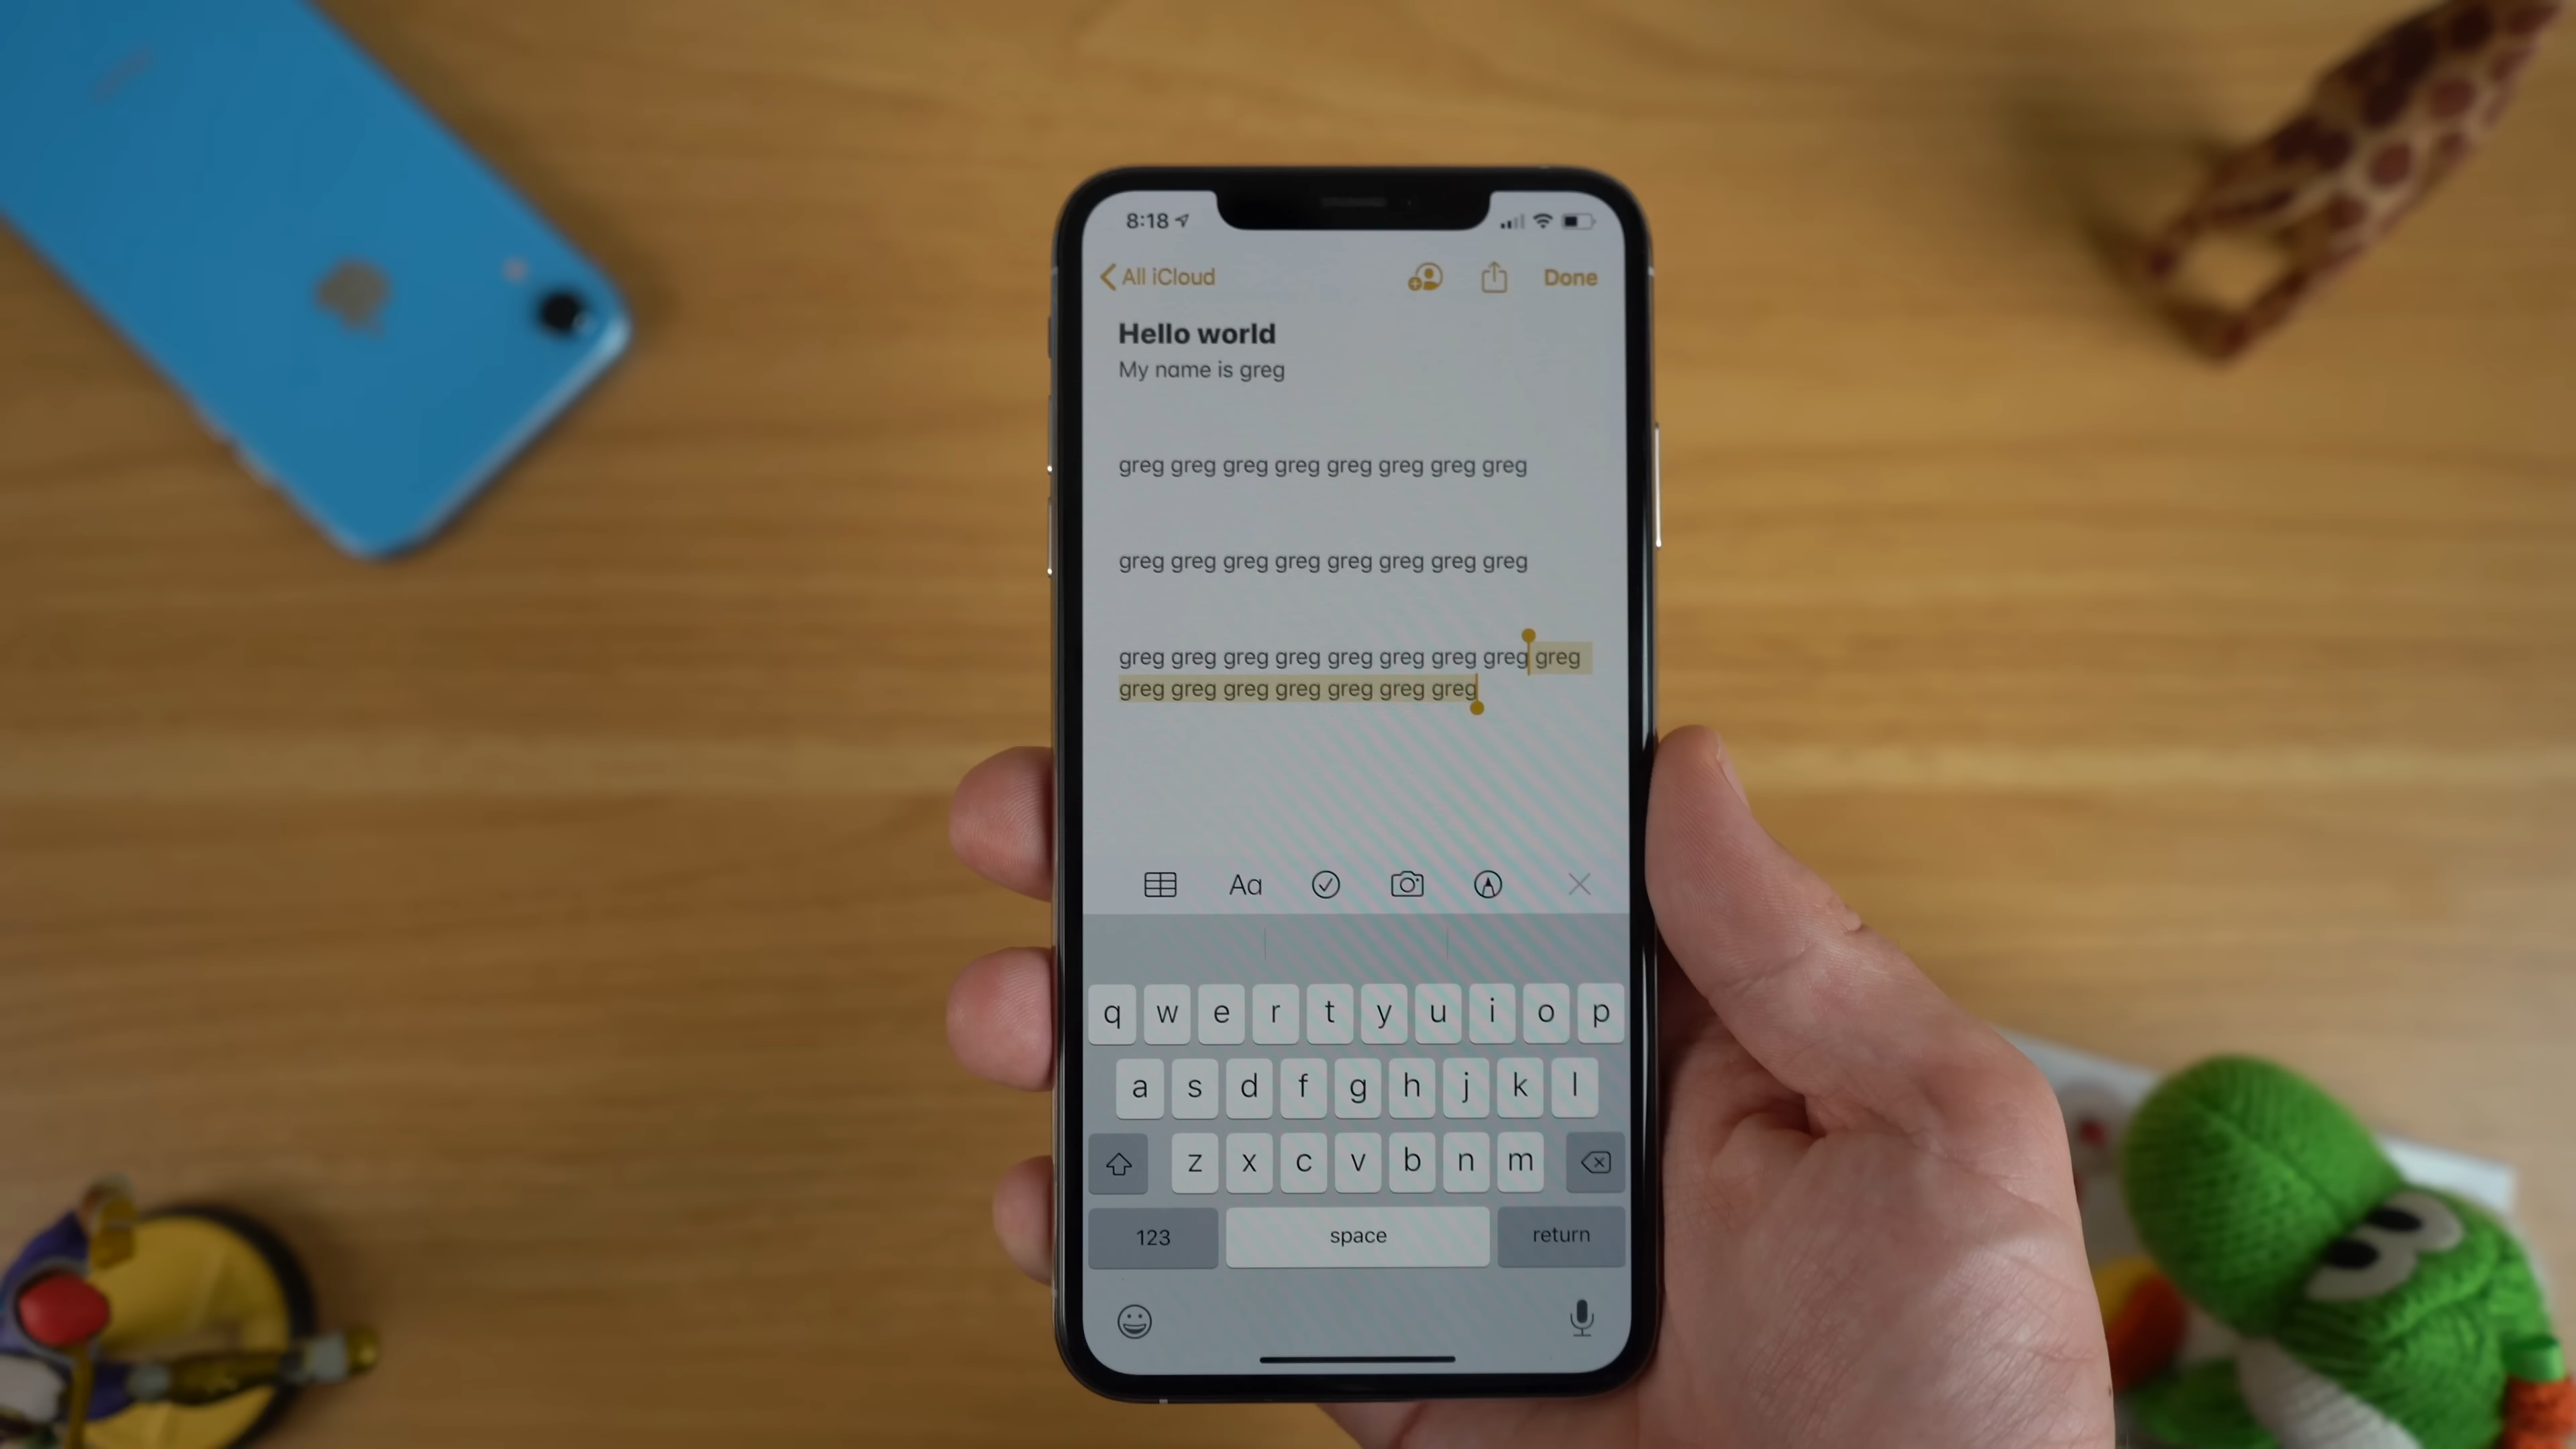 8:18
All iCloud Done
Hello world
My name is greg
greg greg greg greg greg greg greg greg
greg greg greg greg greg greg greg greg
greg greg greg greg greg greg greg greg greg
greg greg greg greg greg greg greg
Aa
q w e r t y u i o p
a s d f g h j k l
z x c v b n m
123 space return